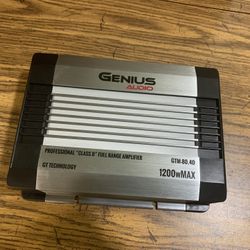 GENIUS
AUDIO
PROFESSIONAL "CLASS D" FULL RANGE AMPLIFIER
GTM-80.4D
GT TECHNOLOGY
1200wMAX